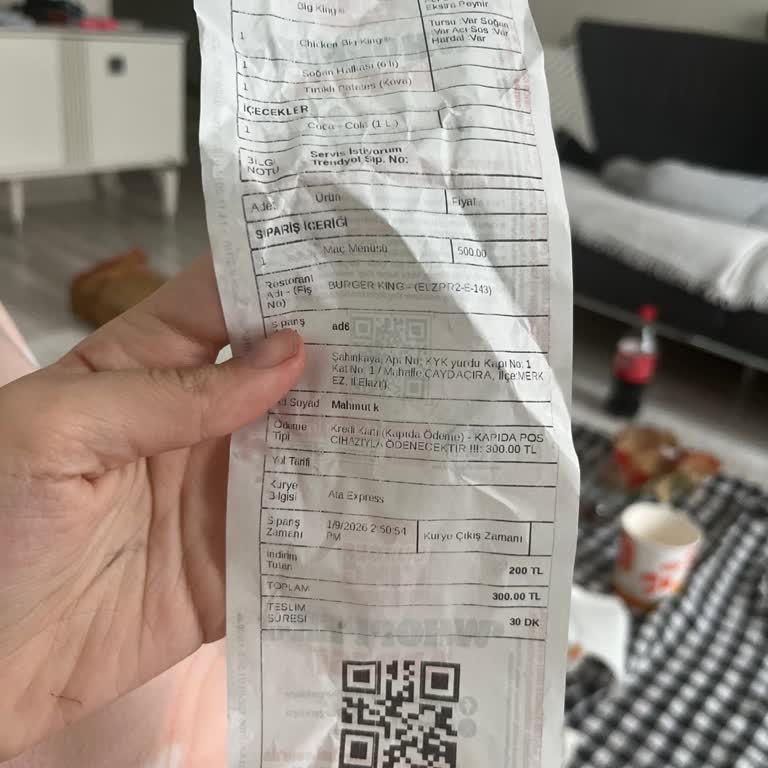 Big King
Ekstra Peynir
1 Chicken Big King
Turşu :Var Soğan
:Var Acı Sos :Var
Hardal :Var
1 Soğan Halkası (6'lı)
1 Tırtıklı Patates (Kova)
İÇECEKLER
1 Coca - Cola (1 L.)
BİLGİ
NOTU
Servis İstiyorum
Trendyol Sip. No:
Adet Ürün Fiyat
SİPARİŞ İÇERİĞİ
1 Maç Menüsü 500.00
Restorant
Adı - (Fiş
No)
BURGER KING - (ELZPR2-E-143)
Sipariş
ad6
Şahinkaya, Apt No: KYK yurdu Kapı No: 1
Kat No: 1 / Mahalle:ÇAYDAÇIRA, İlçe:MERK
EZ, İl:Elazığ)
Soyad Mahmut k
Ödeme
Tipi
Kredi Kartı (Kapıda Ödeme) - KAPIDA POS
CİHAZIYLA ÖDENECEKTİR !!!: 300.00 TL
Yol Tarifi
Kurye
Bilgisi
Ata Express
Sipariş
Zamanı
1/9/2026 2:50:54
PM
Kurye Çıkış Zamanı
İndirim
Tutarı
200 TL
TOPLAM 300.00 TL
TESLİM
SÜRESİ
30 DK